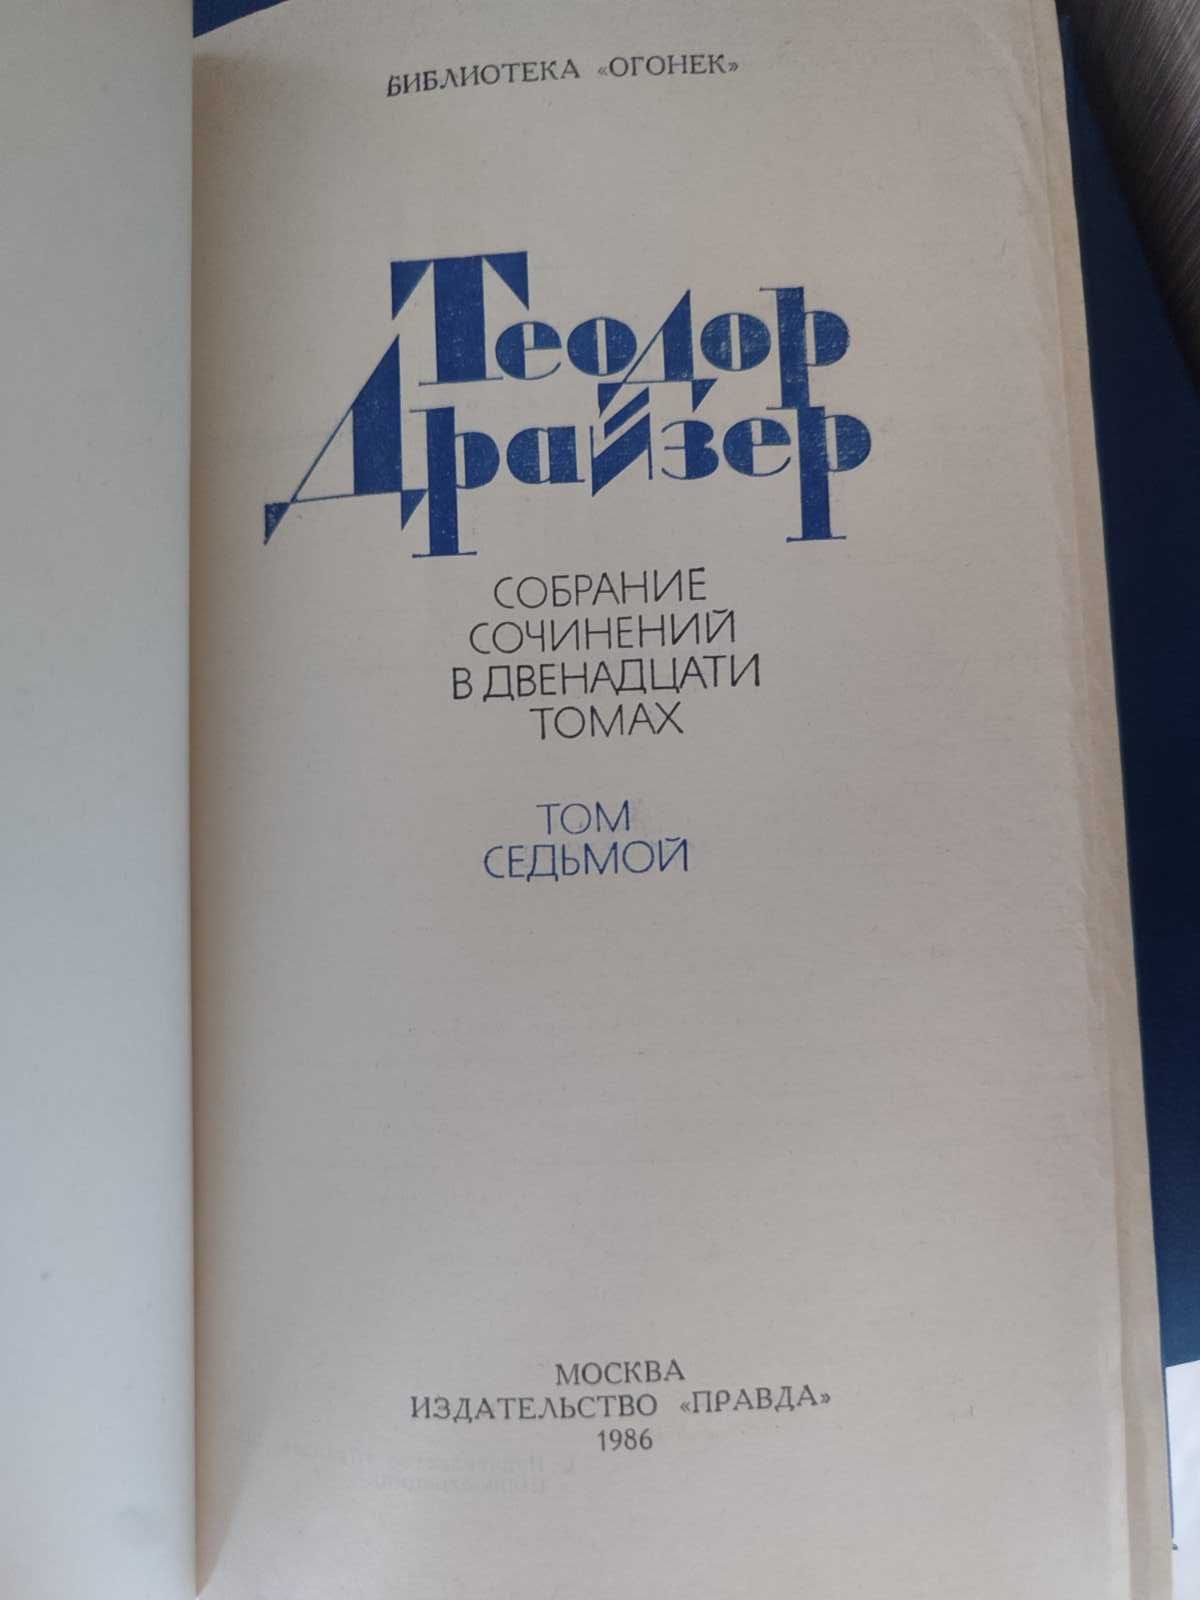 БИБЛИОТЕКА «ОГОНЕК»
Теодор
Драйзер
СОБРАНИЕ
СОЧИНЕНИЙ
В ДВЕНАДЦАТИ
ТОМАХ
ТОМ
СЕДЬМОЙ
МОСКВА
ИЗДАТЕЛЬСТВО «ПРАВДА»
1986